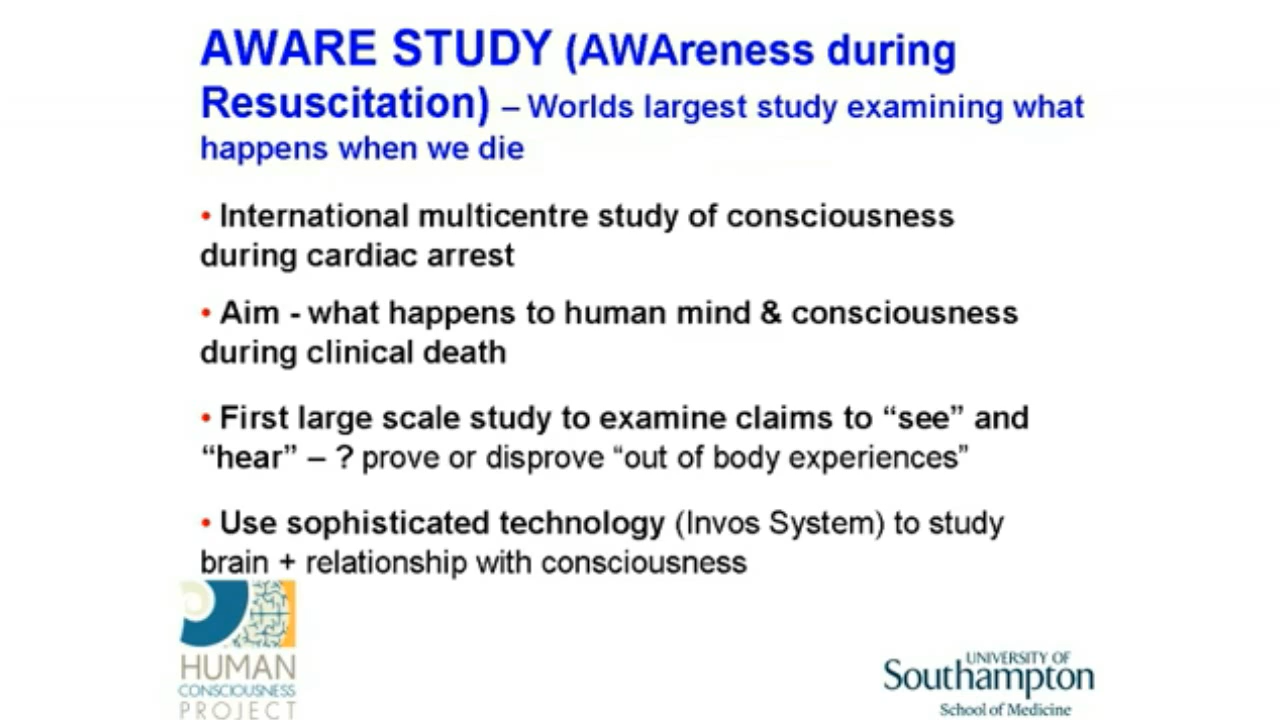 AWARE STUDY (AWAreness during
Resuscitation) – Worlds largest study examining what
happens when we die
• International multicentre study of consciousness
during cardiac arrest
• Aim - what happens to human mind & consciousness
during clinical death
• First large scale study to examine claims to “see” and
“hear” – ? prove or disprove “out of body experiences”
• Use sophisticated technology (Invos System) to study
brain + relationship with consciousness
HUMAN
CONSCIOUSNESS
PROJECT
UNIVERSITY OF
Southampton
School of Medicine